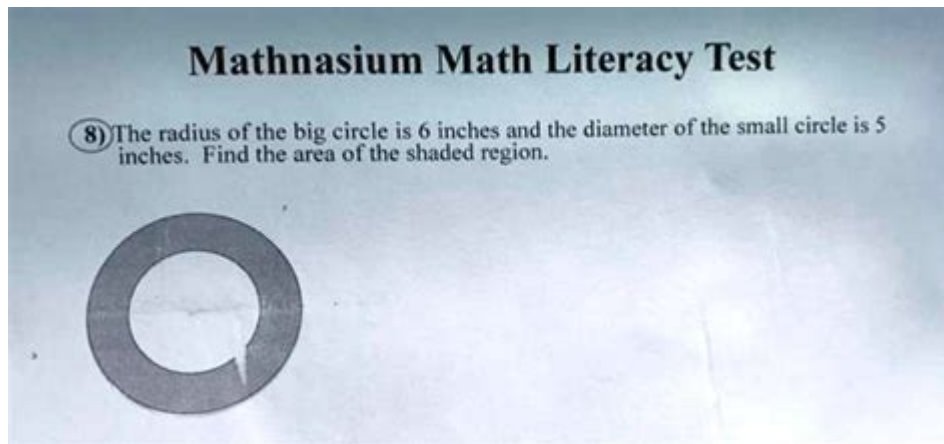 Mathnasium Math Literacy Test
8) The radius of the big circle is 6 inches and the diameter of the small circle is 5
inches. Find the area of the shaded region.